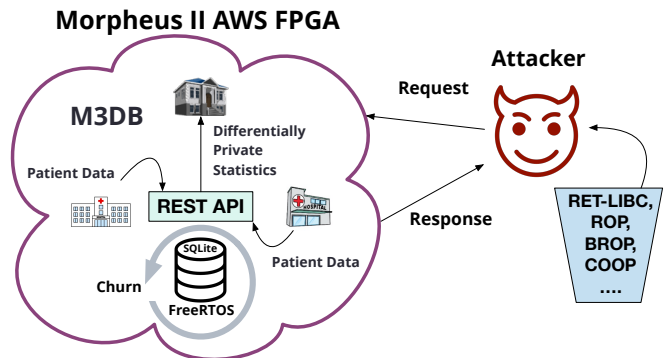 Morpheus II AWS FPGA
Attacker
Request
M3DB
Differentially
Private
Statistics
Patient Data
REST API
HOSPITAL
Response
RET-LIBC,
ROP,
BROP,
COOP
....
SQLite
Patient Data
Churn
FreeRTOS